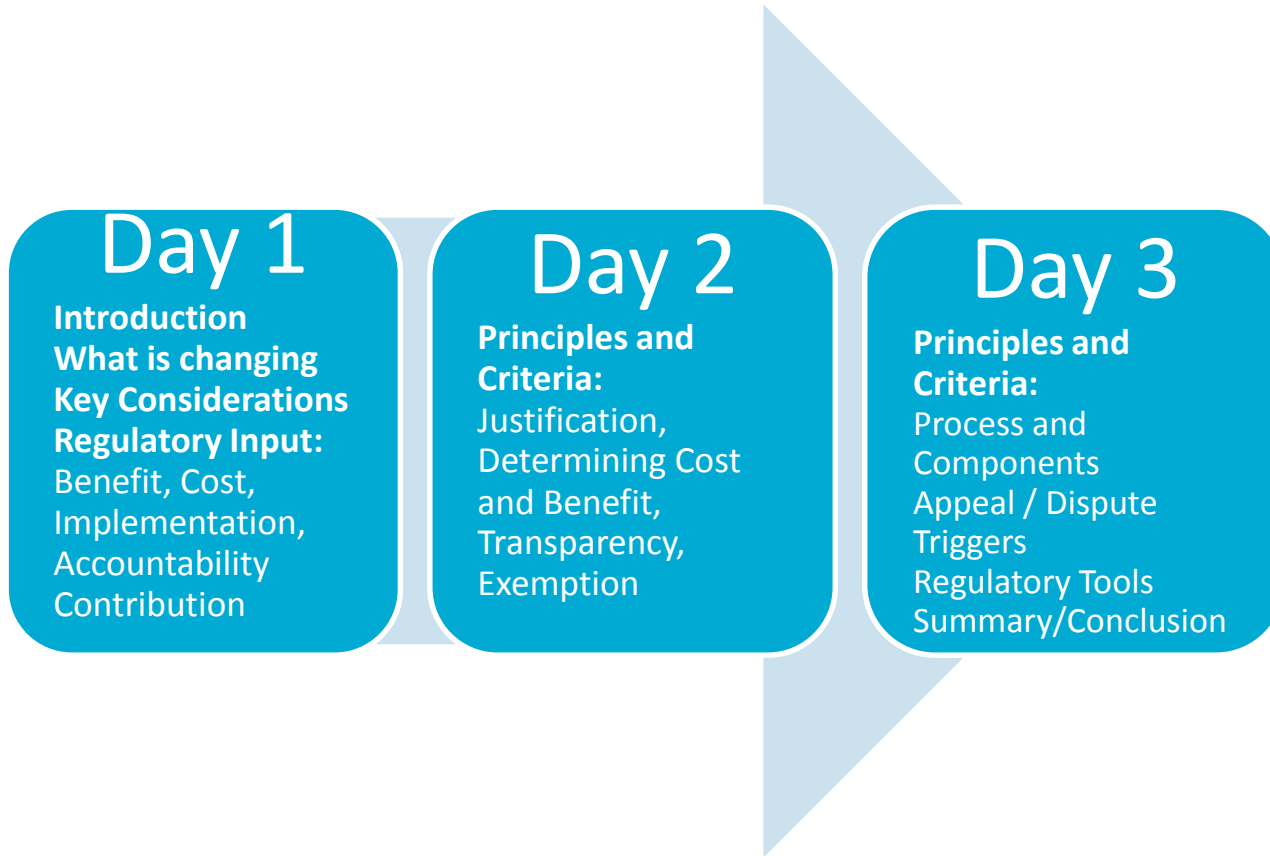 Day 1
Introduction
What is changing
Key Considerations
Regulatory Input:
Benefit, Cost,
Implementation,
Accountability
Contribution
Day 2
Principles and
Criteria:
Justification,
Determining Cost
and Benefit,
Transparency,
Exemption
Day 3
Principles and
Criteria:
Process and
Components
Appeal / Dispute
Triggers
Regulatory Tools
Summary/Conclusion